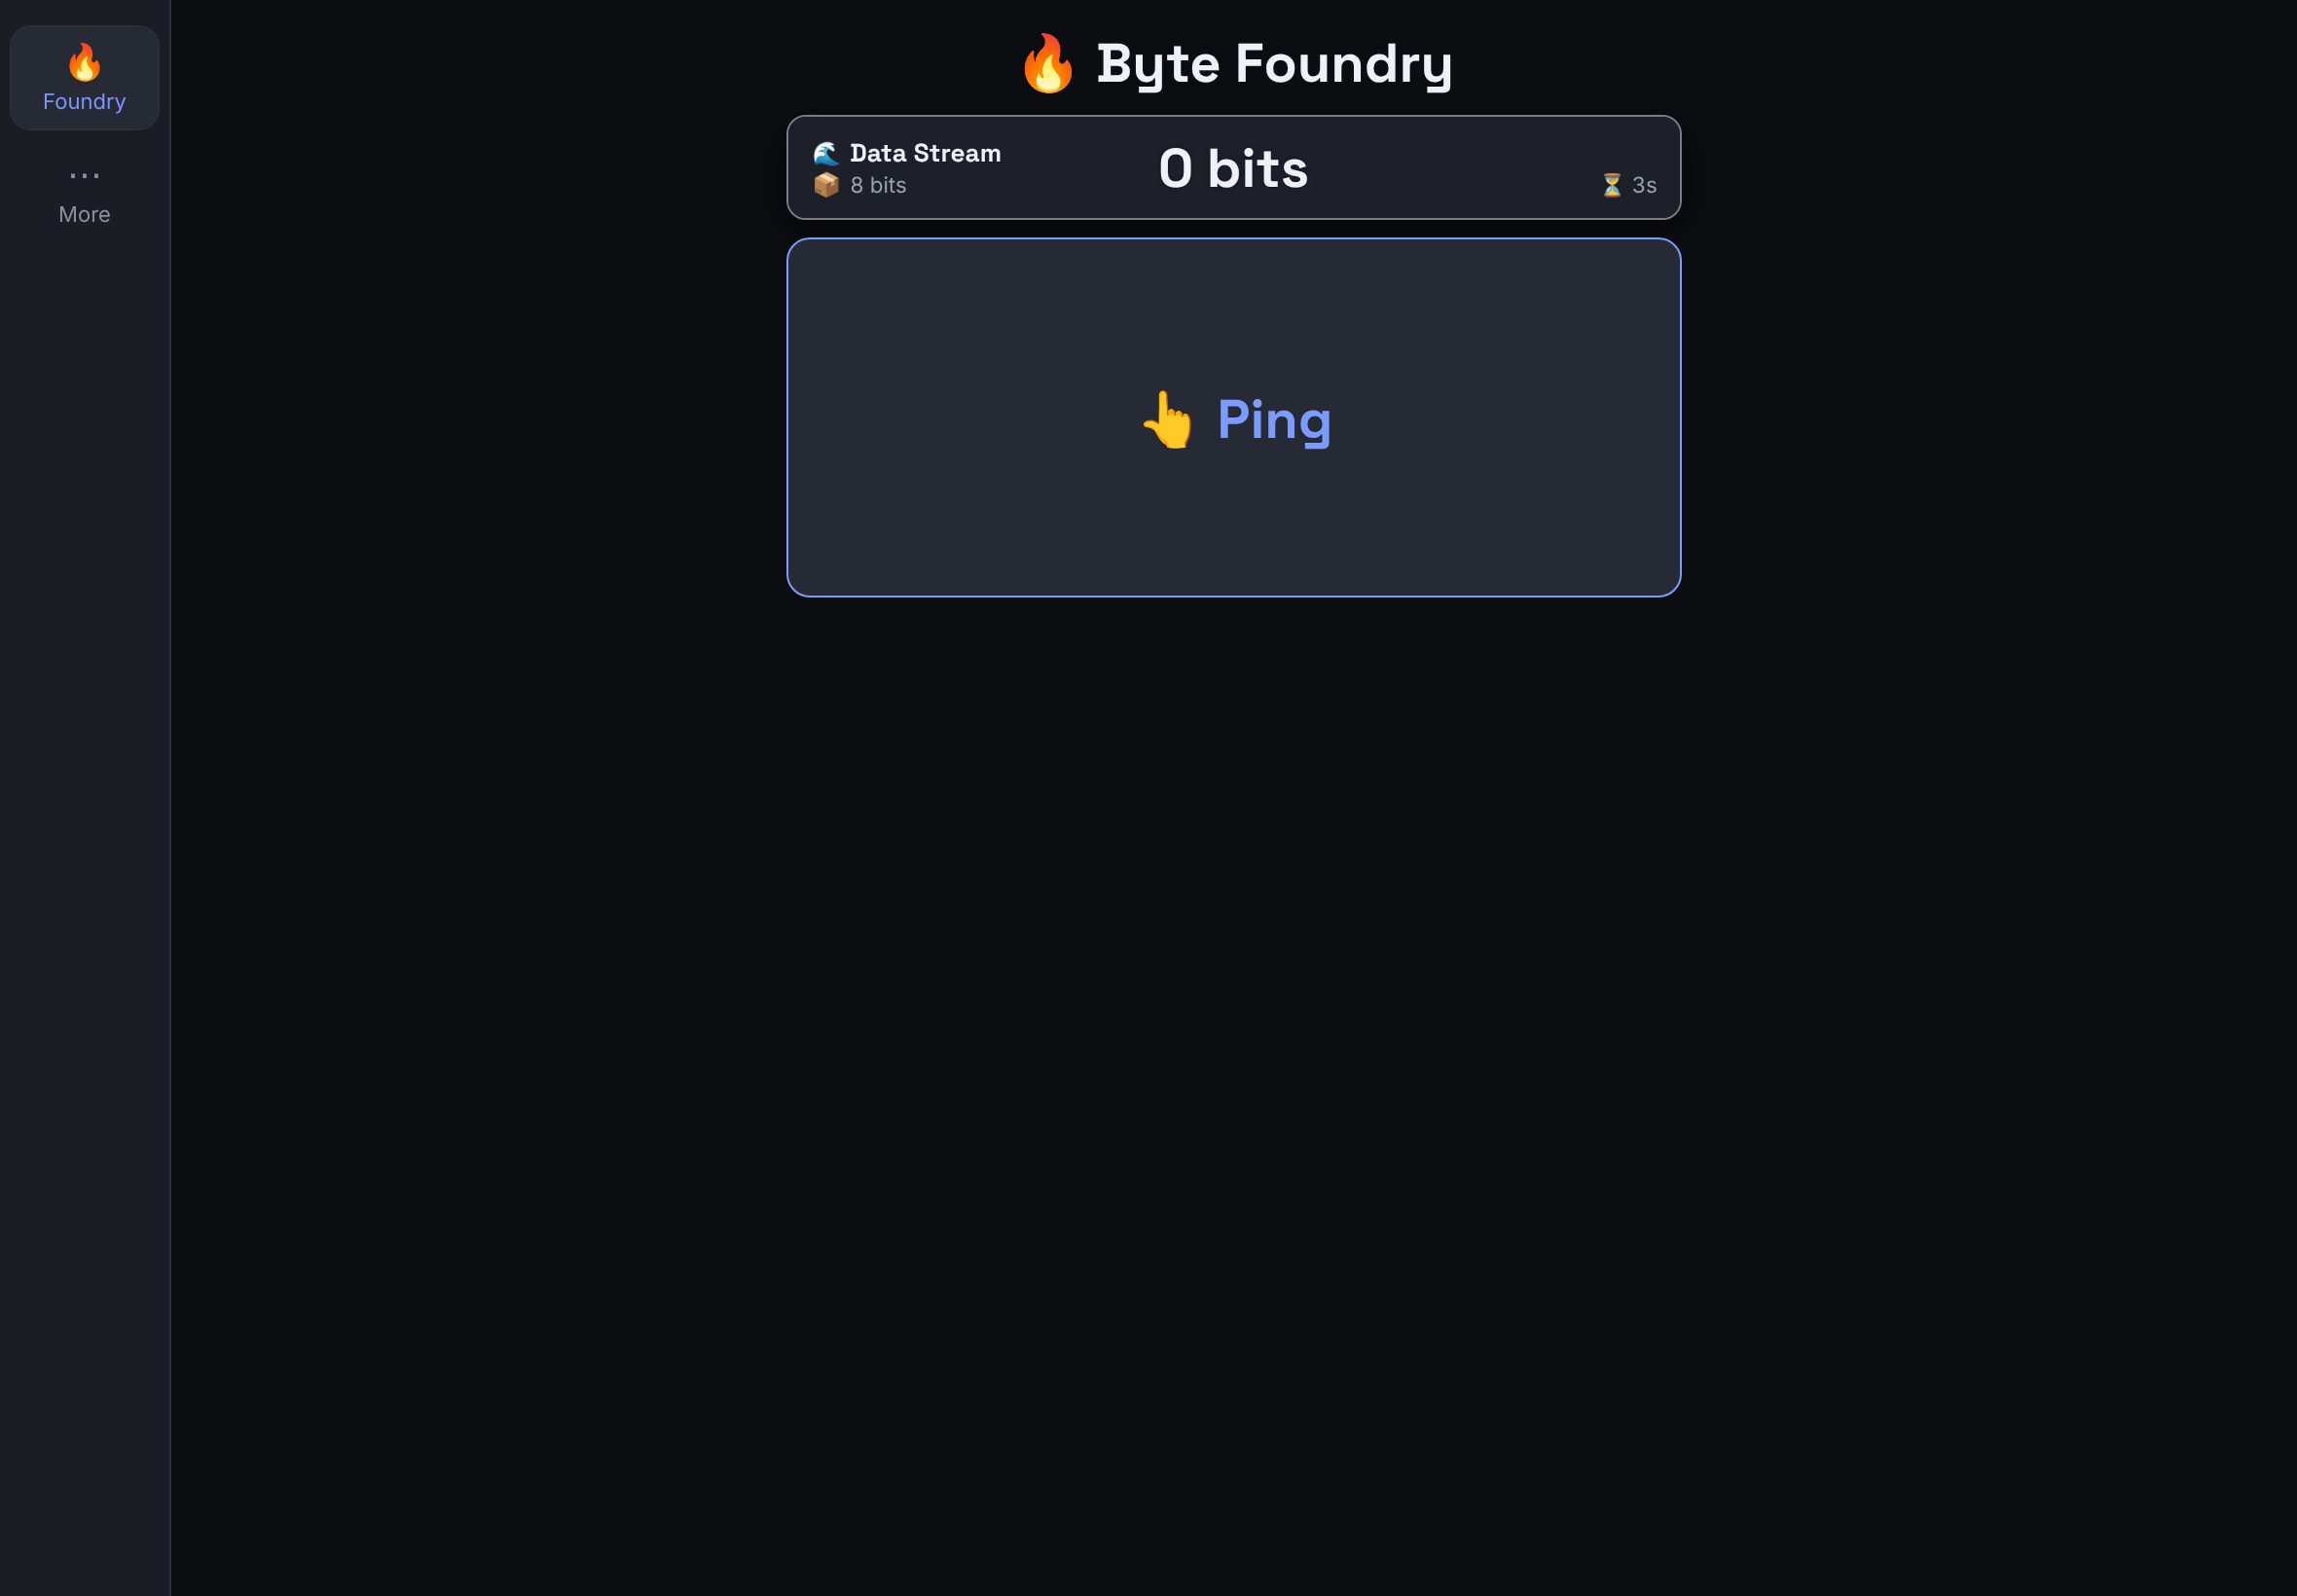 Foundry
More
Byte Foundry
Data Stream
8 bits
0 bits
3s
Ping